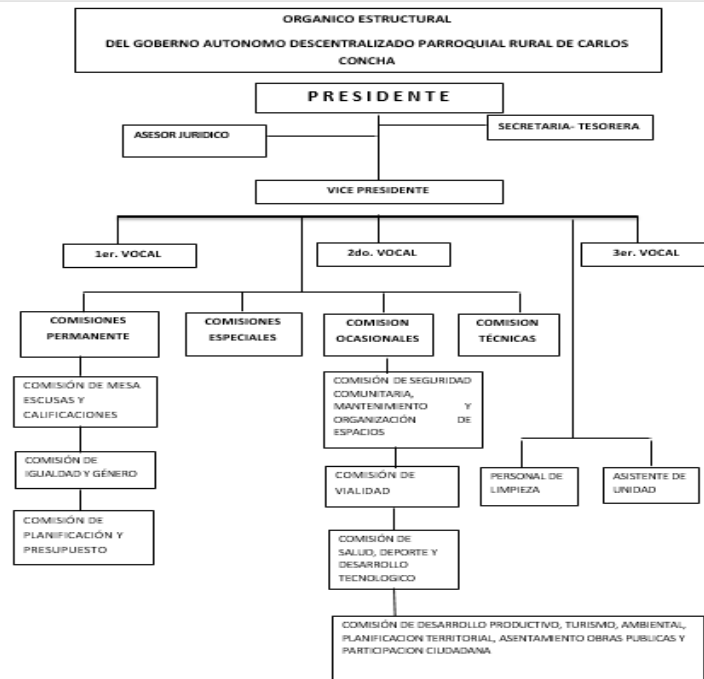 ORGANICO ESTRUCTURAL
DEL GOBERNO AUTONOMO DESCENTRALIZADO PARROQUIAL RURAL DE CARLOS
CONCHA
PRESIDENTE
ASESOR JURIDICO
SECRETARIA- TESORERA
VICE PRESIDENTE
1er. VOCAL
2do. VOCAL
3er. VOCAL
COMISIONES
PERMANENTE
COMISIONES
ESPECIALES
COMISION
OCASIONALES
COMISION
TÉCNICAS
COMISIÓN DE MESA
ESCUSAS Y
CALIFICACIONES
COMISIÓN DE
IGUALDAD Y GÉNERO
COMISIÓN DE
PLANIFICACIÓN Y
PRESUPUESTO
COMISIÓN DE SEGURIDAD
COMUNITARIA,
MANTENIMIENTO Y
ORGANIZACIÓN DE
ESPACIOS
COMISIÓN DE
VIALIDAD
COMISIÓN DE
SALUD, DEPORTE Y
DESARROLLO
TECNOLOGICO
COMISIÓN DE DESARROLLO PRODUCTIVO, TURISMO, AMBIENTAL,
PLANIFICACION TERRITORIAL, ASENTAMIENTO OBRAS PUBLICAS Y
PARTICIPACION CIUDADANA
PERSONAL DE
LIMPIEZA
ASISTENTE DE
UNIDAD